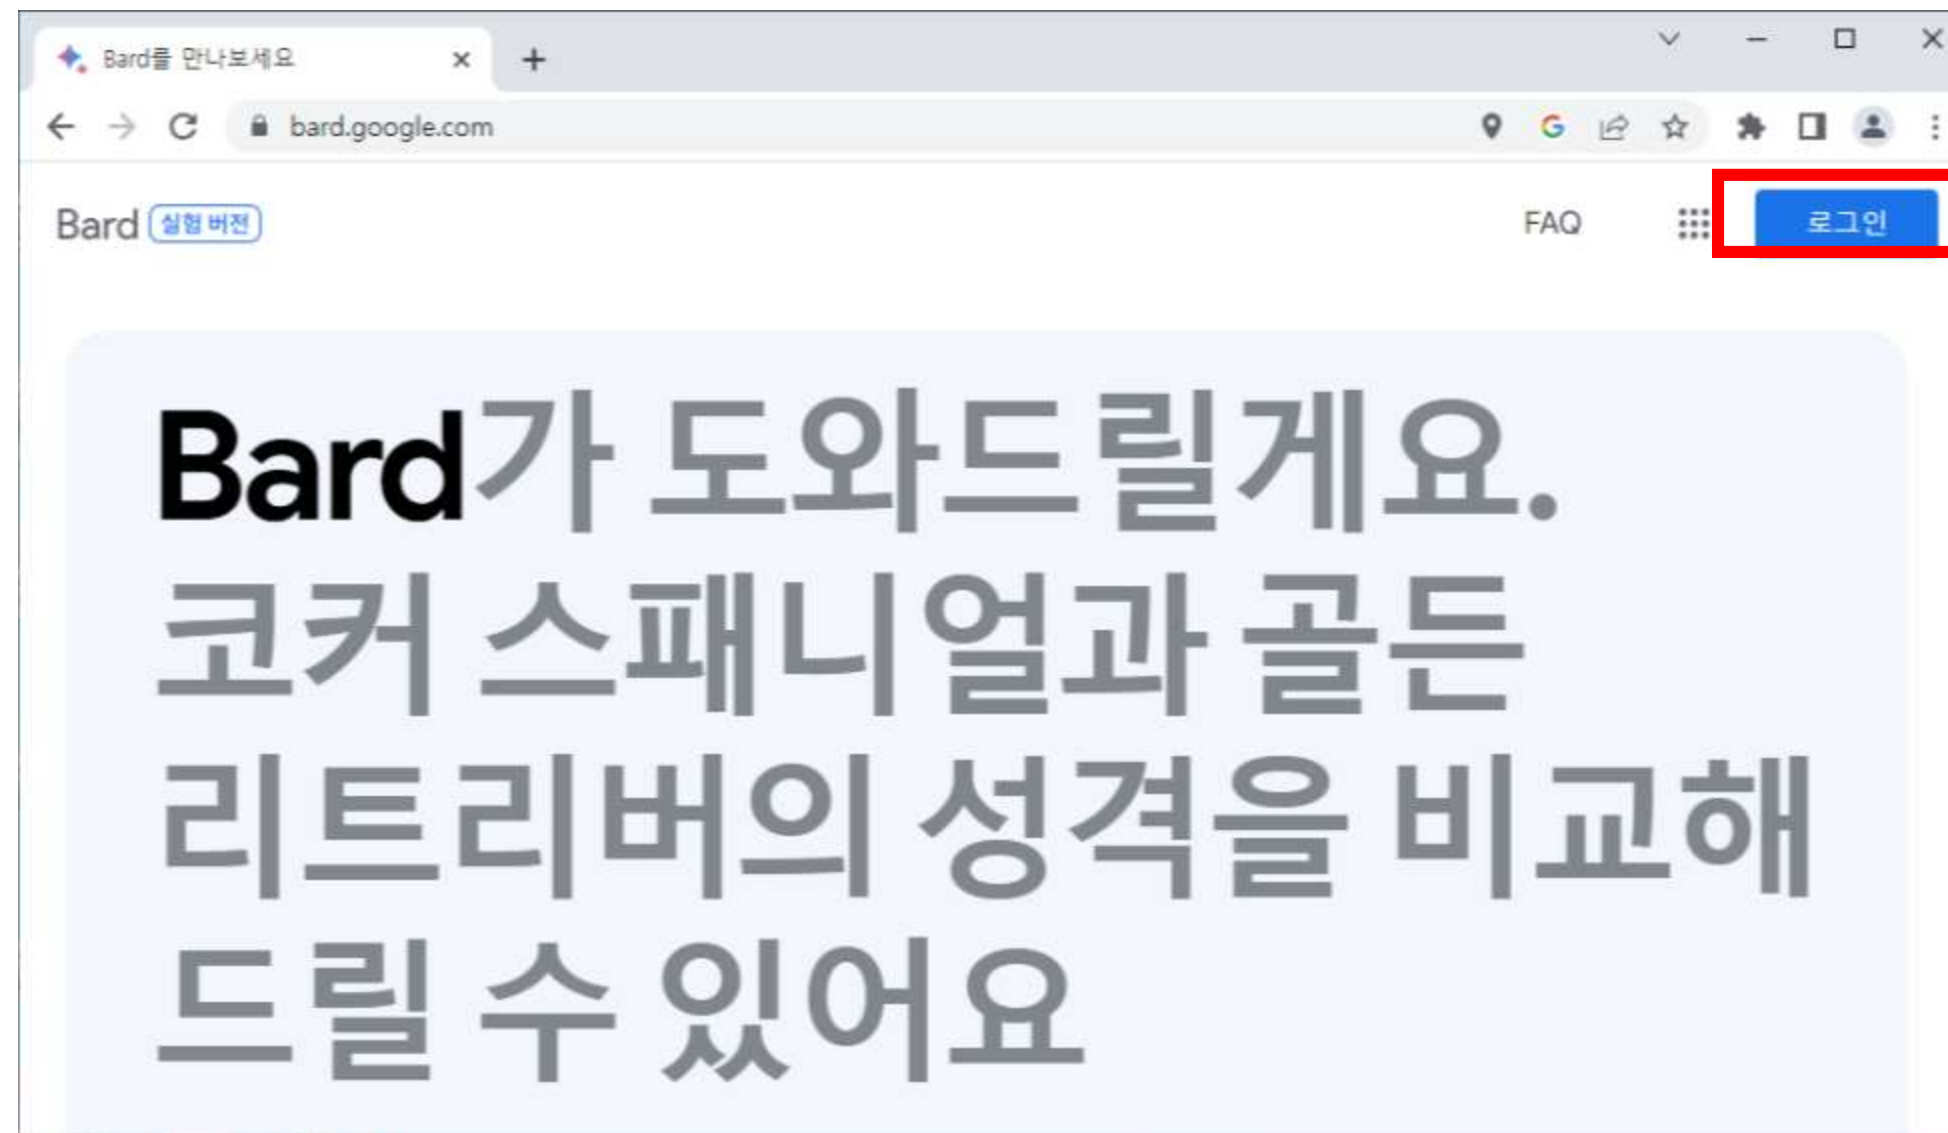 Bard를 만나보세요
bard.google.com
Bard 실험 버전 FAQ 로그인
Bard가 도와드릴게요.
코커 스패니얼과 골든
리트리버의 성격을 비교해
드릴 수 있어요